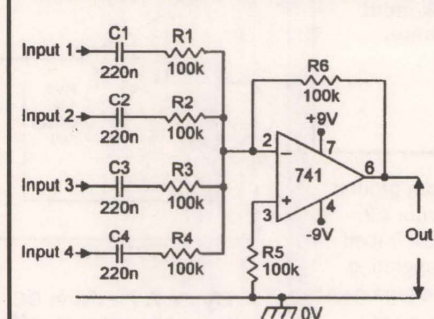 C1 R1
Input 1
220n 100k
C2 R2
Input 2
220n 100k
C3 R3
Input 3
220n 100k
C4 R4
Input 4
220n 100k
R6
100k
+9V
2 7
741 6
3 4
-9V
Out
R5
100k
0V